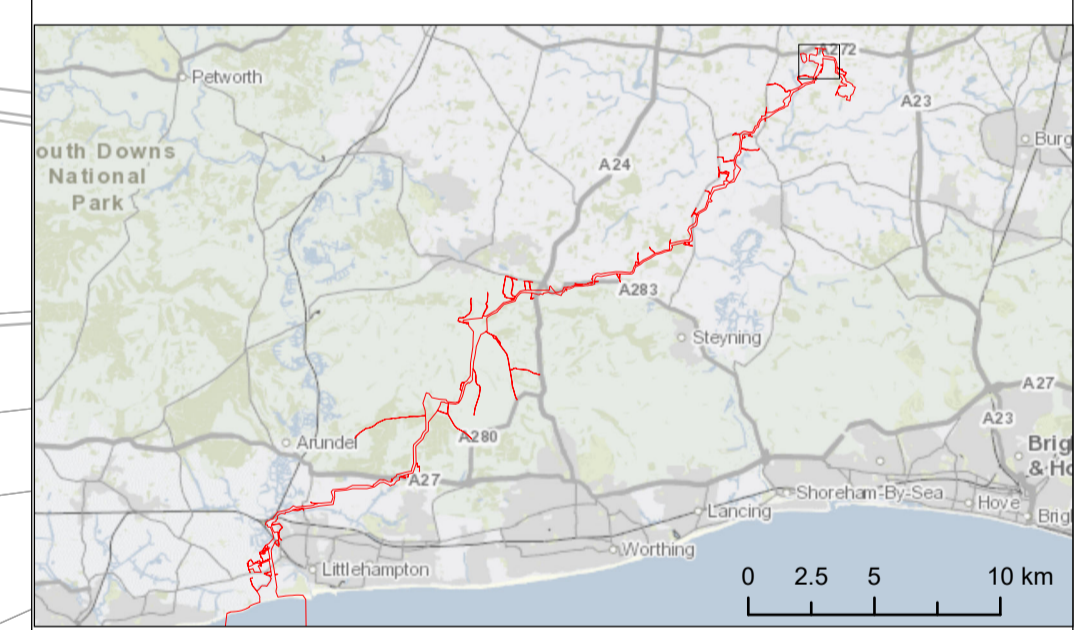 A272
Petworth
A23
Burg
outh Downs
National
Park
A24
A283
Steyning
A27
A23
Arundel
A280
Brig
& Ho
A27
Shoreham-By-Sea
Hove
Lancing
Brigl
Worthing
Littlehampton
0 2.5 5 10 km